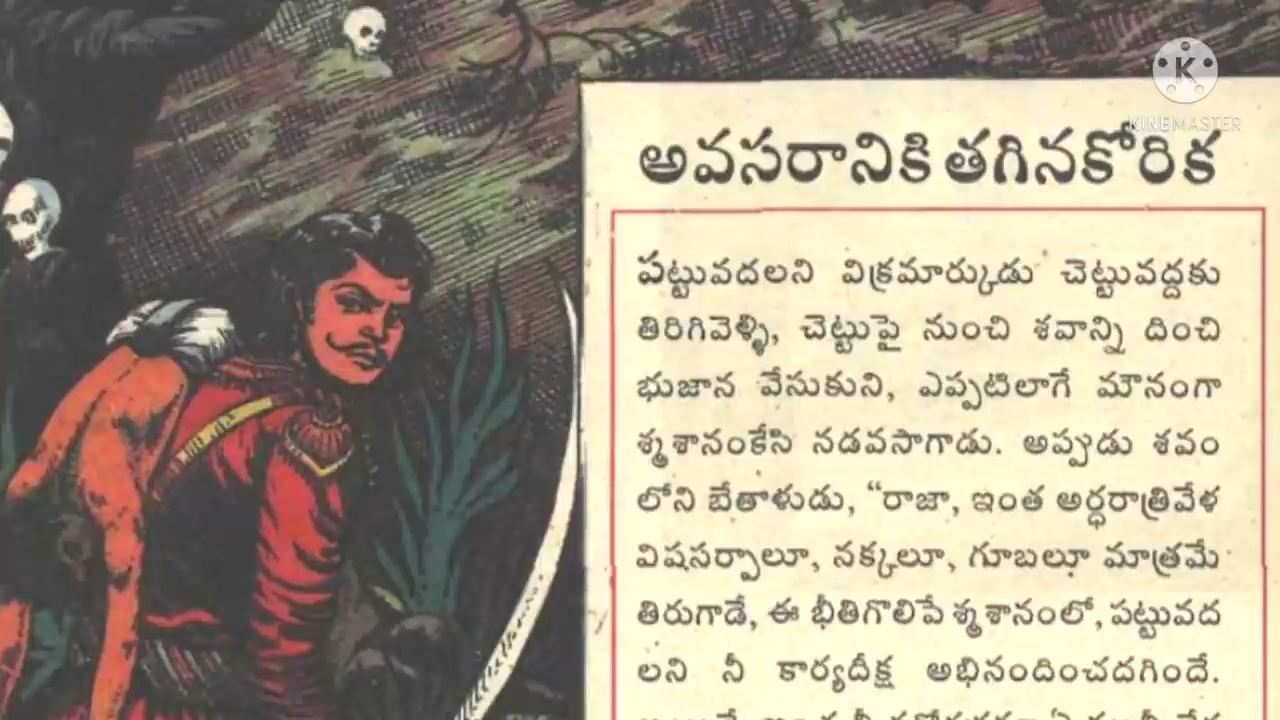 KINEMASTER
అవసరానికి తగినకోరిక
పట్టువదలని విక్రమార్కుడు చెట్టువద్దకు
తిరిగివెళ్ళి, చెట్టుపై నుంచి శవాన్ని దించి
భుజాన వేసుకుని, ఎప్పటిలాగే మౌనంగా
శ్మశానంకేసి నడవసాగాడు. అప్పుడు శవం
లోని బేతాళుడు, “రాజా, ఇంత అర్ధరాత్రివేళ
విషసర్పాలూ, నక్కలూ, గూబలూ మాత్రమే
తిరుగాడే, ఈ భీతిగొలిపే శ్మశానంలో, పట్టువద
లని నీ కార్యదీక్ష అభినందించదగిందే.